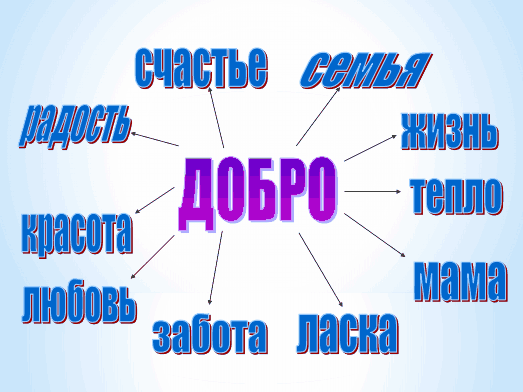 счастье
семья
радость
жизнь
ДОБРО
тепло
красота
мама
любовь
забота
ласка